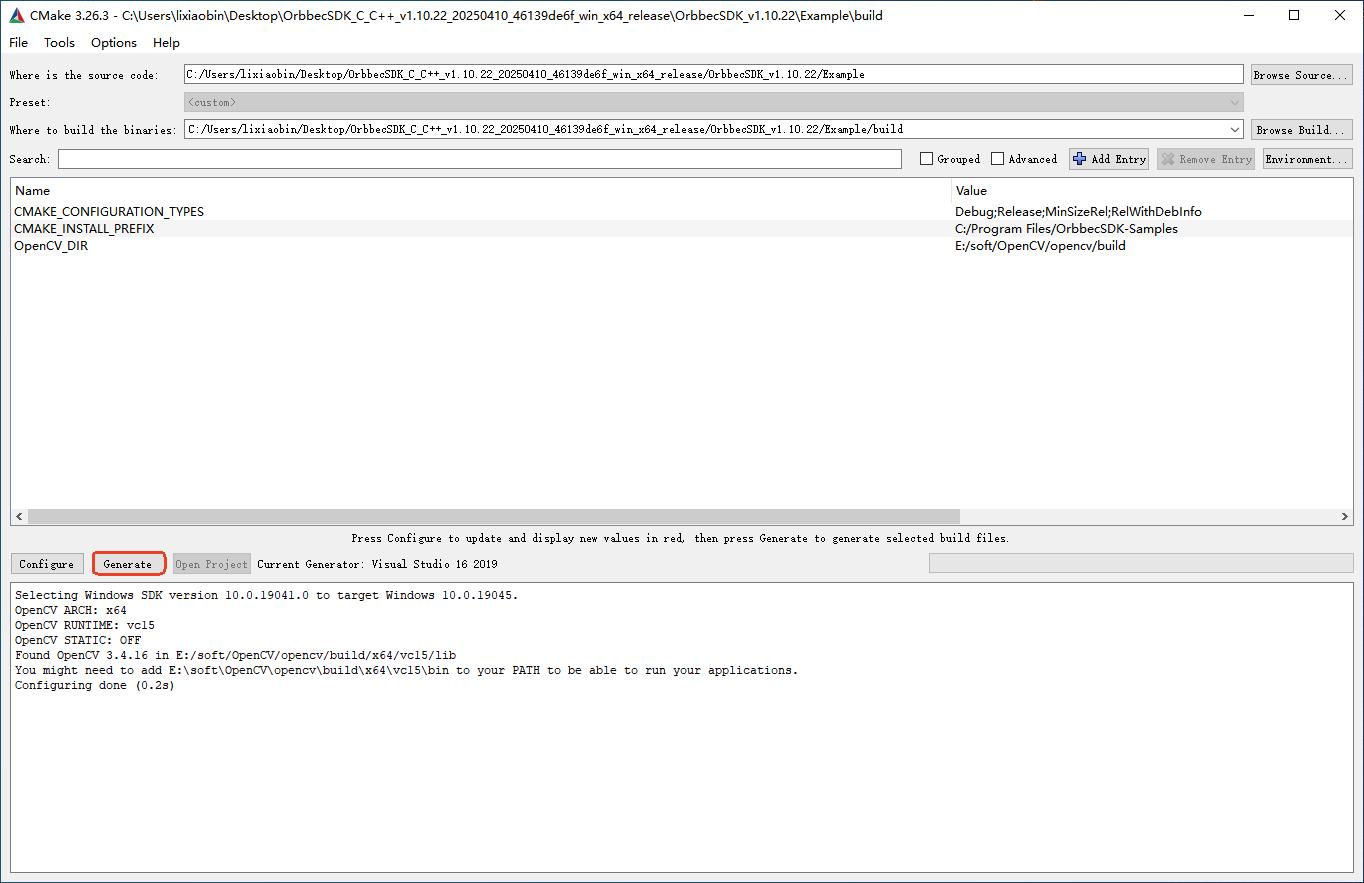 CMake 3.26.3 - C:\Users\lixiaobin\Desktop\OrbbecSDK_C_C++_v1.10.22_20250410_46139de6f_win_x64_release\OrbbecSDK_v1.10.22\Example\build
File Tools Options Help
Where is the source code: C:/Users/lixiaobin/Desktop/OrbbecSDK_C_C++_v1.10.22_20250410_46139de6f_win_x64_release/OrbbecSDK_v1.10.22/Example Browse Source...
Preset: <custom>
Where to build the binaries: C:/Users/lixiaobin/Desktop/OrbbecSDK_C_C++_v1.10.22_20250410_46139de6f_win_x64_release/OrbbecSDK_v1.10.22/Example/build Browse Build...
Search: Grouped Advanced Add Entry Remove Entry Environment...
Name Value
CMAKE_CONFIGURATION_TYPES Debug;Release;MinSizeRel;RelWithDebInfo
CMAKE_INSTALL_PREFIX C:/Program Files/OrbbecSDK-Samples
OpenCV_DIR E:/soft/OpenCV/opencv/build
Press Configure to update and display new values in red, then press Generate to generate selected build files.
Configure Generate Open Project Current Generator: Visual Studio 16 2019
Selecting Windows SDK version 10.0.19041.0 to target Windows 10.0.19045.
OpenCV ARCH: x64
OpenCV RUNTIME: vc15
OpenCV STATIC: OFF
Found OpenCV 3.4.16 in E:/soft/OpenCV/opencv/build/x64/vc15/lib
You might need to add E:\soft\OpenCV\opencv\build\x64\vc15\bin to your PATH to be able to run your applications.
Configuring done (0.2s)